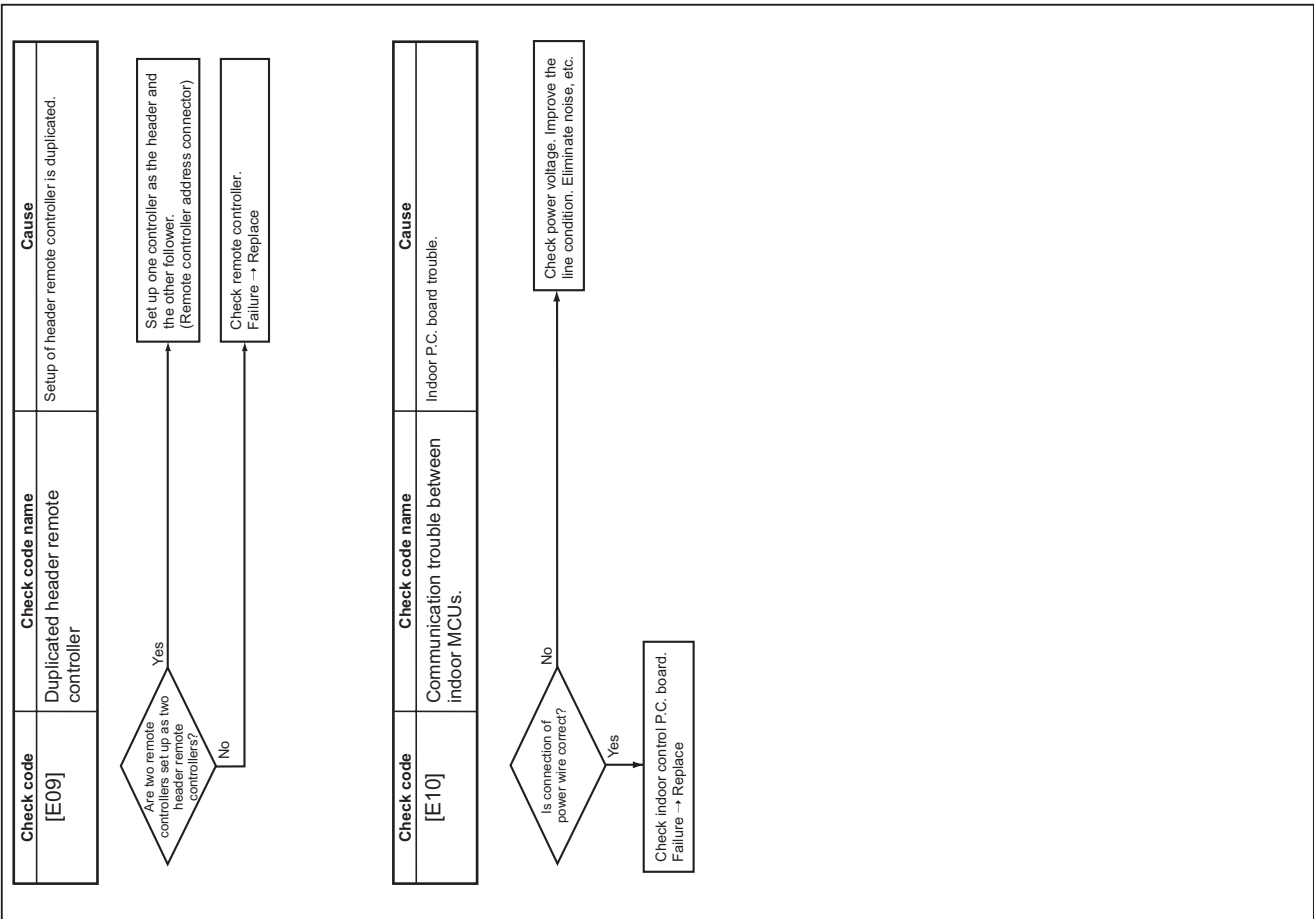 Check code
Check code name
Cause
[E09]
Duplicated header remote
controller
Setup of header remote controller is duplicated.
Are two remote
controllers set up as two
header remote
controllers?
Yes
Set up one controller as the header and
the other follower.
(Remote controller address connector)
No
Check remote controller.
Failure → Replace
Check code
Check code name
Cause
[E10]
Communication trouble between
indoor MCUs.
Indoor P.C. board trouble.
Is connection of
power wire correct?
No
Check power voltage. Improve the
line condition. Eliminate noise, etc.
Yes
Check indoor control P.C. board.
Failure → Replace